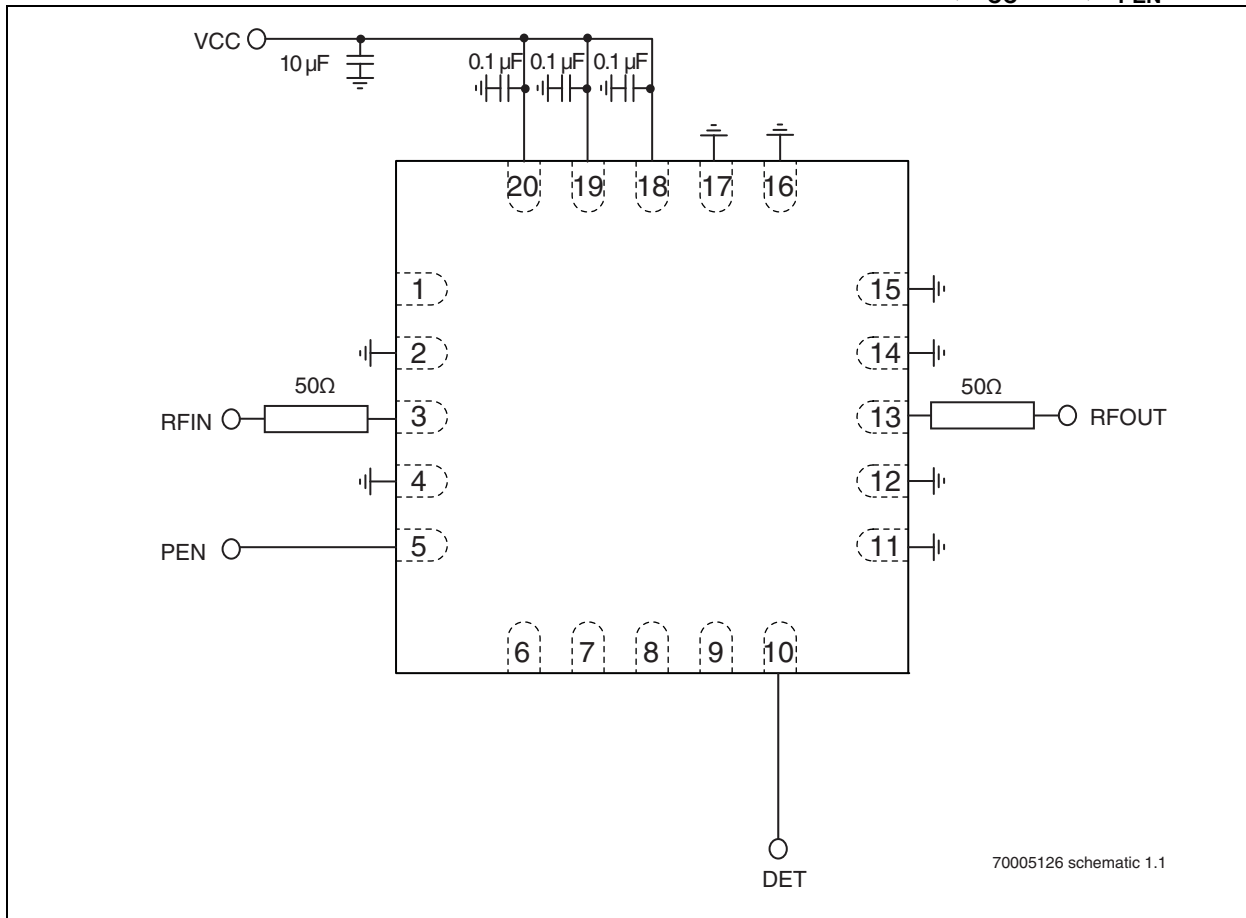 CC PEN
VCC
10 µF
0.1 µF 0.1 µF 0.1 µF
20 19 18 17 16
1
2
3
4
5
15
14
13
12
11
50Ω
RFIN
50Ω
RFOUT
PEN
6 7 8 9 10
DET
70005126 schematic 1.1